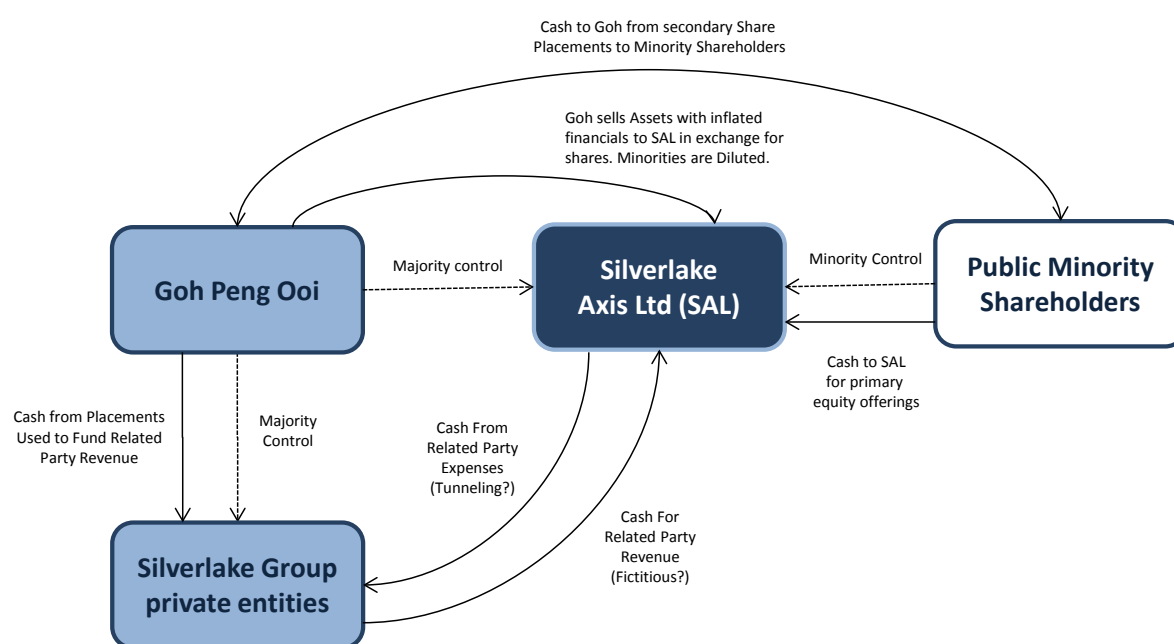 Cash to Goh from secondary Share
Placements to Minority Shareholders
Goh sells Assets with inflated
financials to SAL in exchange for
shares. Minorities are Diluted.
Goh Peng Ooi
Majority control
Silverlake
Axis Ltd (SAL)
Minority Control
Public Minority
Shareholders
Cash to SAL
for primary
equity offerings
Cash from Placements
Used to Fund Related
Party Revenue
Majority
Control
Cash From
Related Party
Expenses
(Tunneling?)
Cash For
Related Party
Revenue
(Fictitious?)
Silverlake Group
private entities